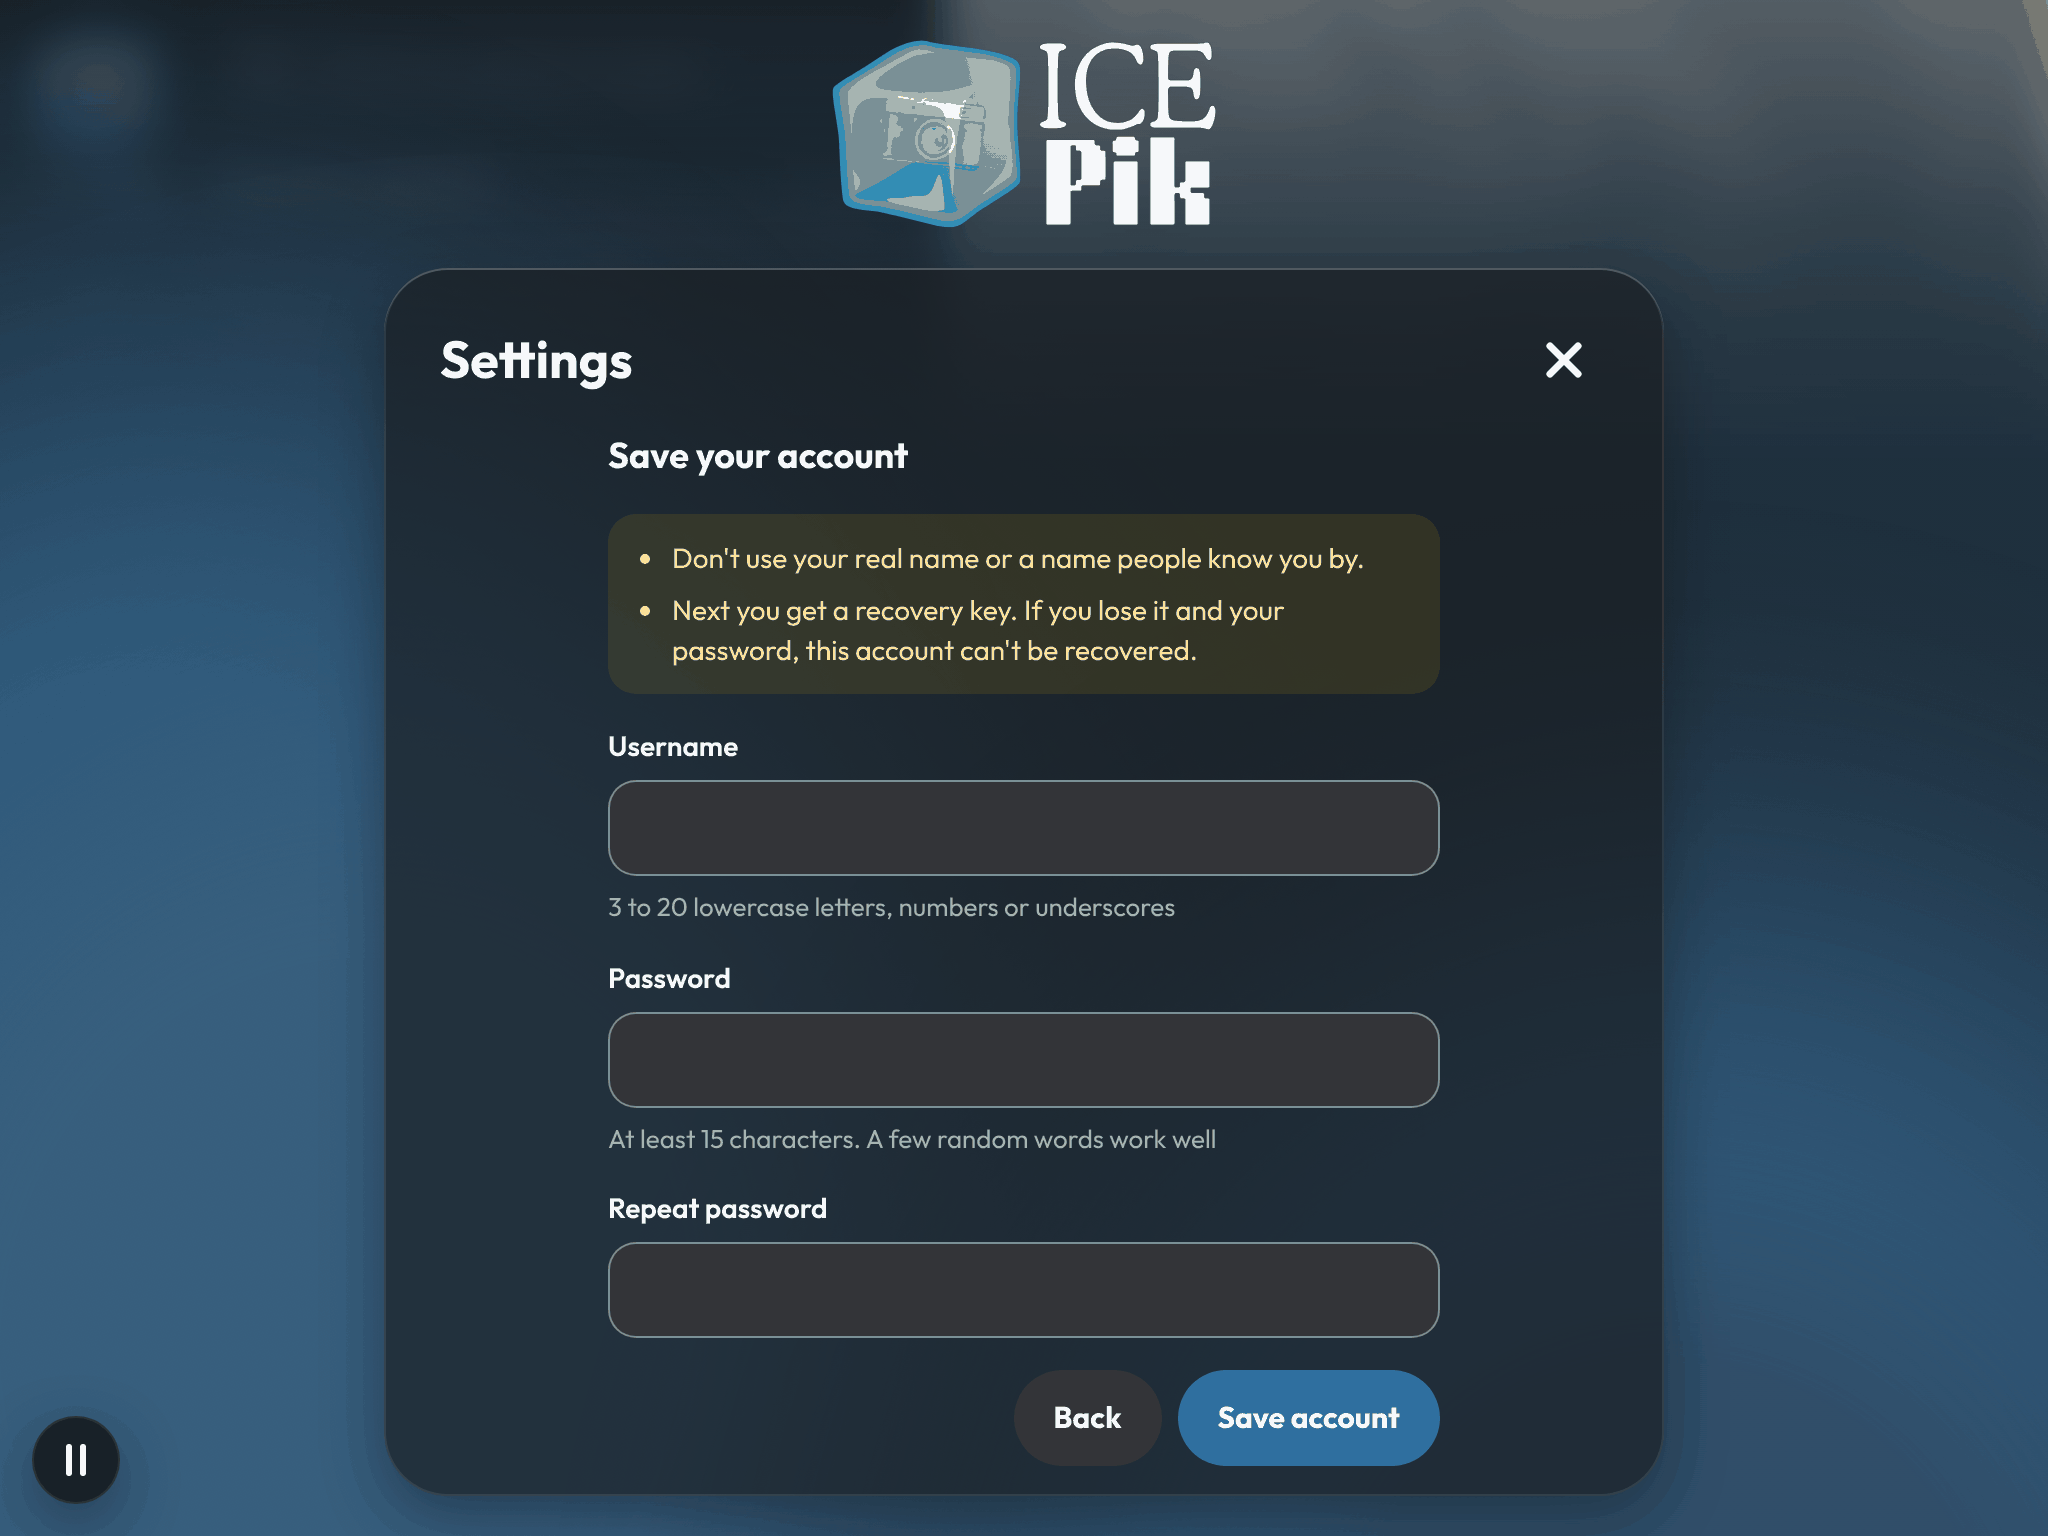 ICE
Pik
Settings
Save your account
• Don't use your real name or a name people know you by.
• Next you get a recovery key. If you lose it and your
password, this account can't be recovered.
Username
3 to 20 lowercase letters, numbers or underscores
Password
At least 15 characters. A few random words work well
Repeat password
Back
Save account